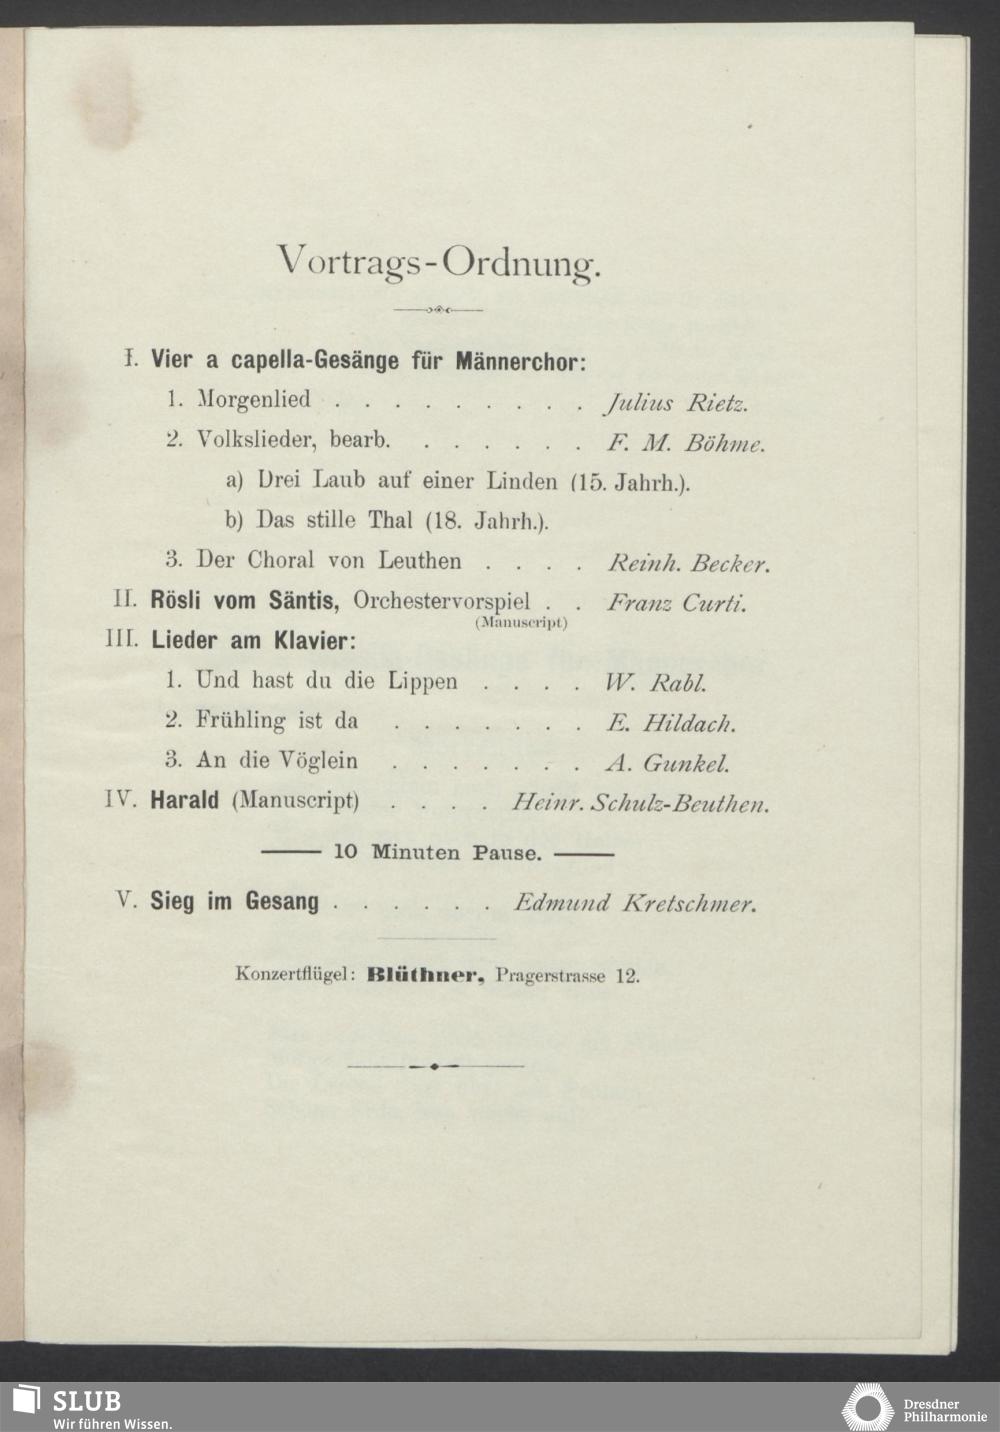 Vortrags-Ordnung.
I. Vier a capella-Gesänge für Männerchor:
1. Morgenlied . . . . . . . . . Julius Rietz.
2. Volkslieder, bearb. . . . . . . F. M. Böhme.
a) Drei Laub auf einer Linden (15. Jahrh.).
b) Das stille Thal (18. Jahrh.).
3. Der Choral von Leuthen . . . . Reinh. Becker.
II. Rösli vom Säntis, Orchestervorspiel . . Franz Curti.
(Manuscript)
III. Lieder am Klavier:
1. Und hast du die Lippen . . . . W. Rabl.
2. Frühling ist da . . . . . . . E. Hildach.
3. An die Vöglein . . . . . . . A. Gunkel.
IV. Harald (Manuscript) . . . . Heinr. Schulz-Beuthen.
10 Minuten Pause.
V. Sieg im Gesang . . . . . . Edmund Kretschmer.
Konzertflügel: Blüthner, Pragerstrasse 12.
SLUB
Wir führen Wissen.
Dresdner
Philharmonie